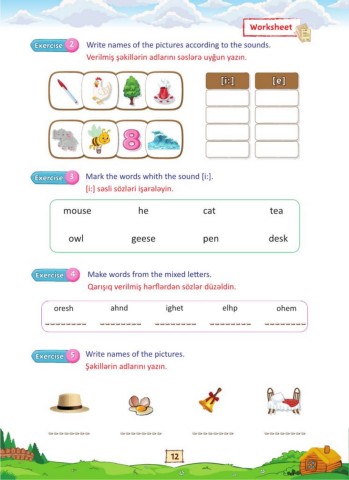 Worksheet
Exercise 2
Write names of the pictures according to the sounds.
Verilmiş şəkillərin adlarını səslərə uyğun yazın.
[i:] [e]
8
Exercise 3
Mark the words whith the sound [i:].
[i:] səsli sözləri işarələyin.
mouse he cat tea
owl geese pen desk
Exercise 4
Make words from the mixed letters.
Qarışıq verilmiş hərflərdən sözlər düzəldin.
oresh ahnd ighet elhp ohem
Exercise 5
Write names of the pictures.
Şəkillərin adlarını yazın.
12